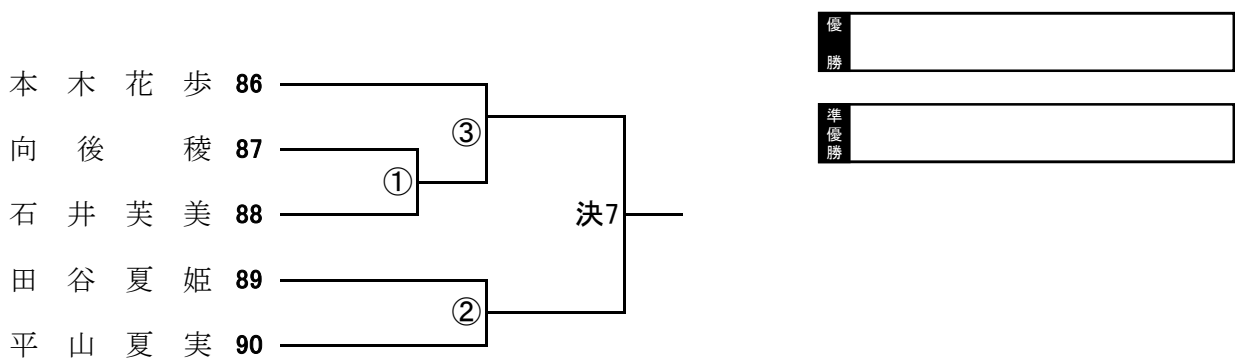 優勝
本木花歩 86
準優勝
③
向後 稜 87
①
石井芙美 88
決7
田谷夏姫 89
②
平山夏実 90